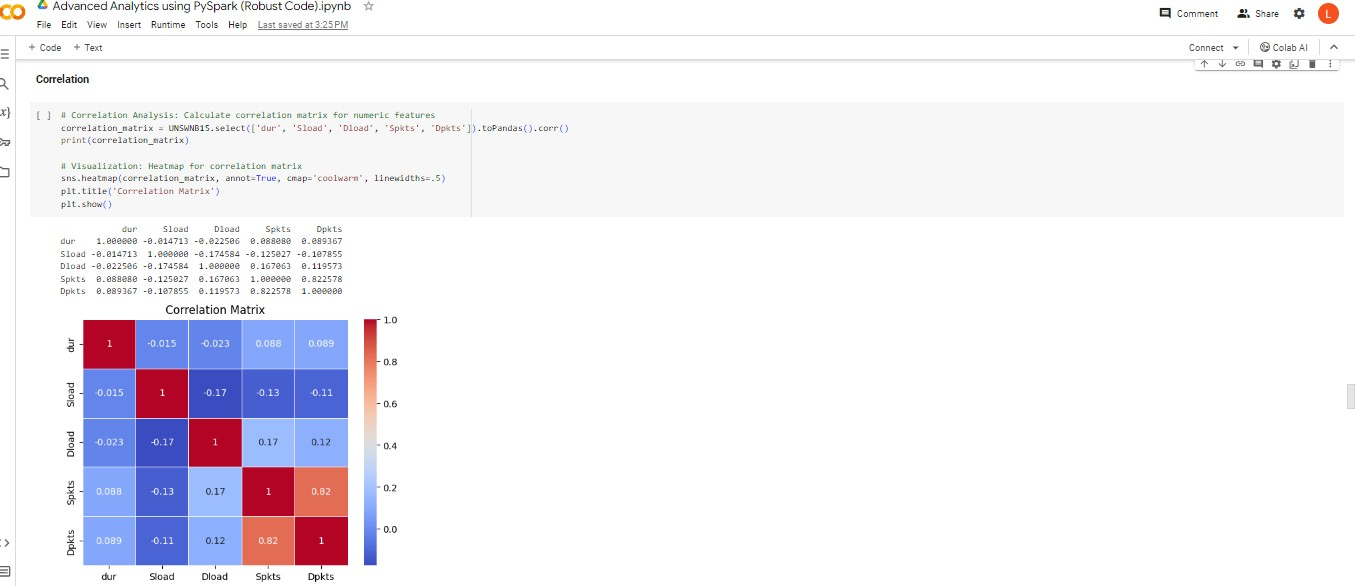 Advanced Analytics using PySpark (Robust Code).ipynb
File Edit View Insert Runtime Tools Help Last saved at 3:25 PM
Comment Share L
+ Code + Text
Connect Colab AI
Correlation
[ ] # Correlation Analysis: Calculate correlation matrix for numeric features
correlation_matrix = UNSWNB15.select(['dur', 'Sload', 'Dload', 'Spkts', 'Dpkts']).toPandas().corr()
print(correlation_matrix)
# Visualization: Heatmap for correlation matrix
sns.heatmap(correlation_matrix, annot=True, cmap='coolwarm', linewidths=.5)
plt.title('Correlation Matrix')
plt.show()
dur Sload Dload Spkts Dpkts
dur 1.000000 -0.014713 -0.022506 0.088080 0.089367
Sload -0.014713 1.000000 -0.174584 -0.125027 -0.107855
Dload -0.022506 -0.174584 1.000000 0.167063 0.119573
Spkts 0.088080 -0.125027 0.167063 1.000000 0.822578
Dpkts 0.089367 -0.107855 0.119573 0.822578 1.000000
Correlation Matrix
dur 1 -0.015 -0.023 0.088 0.089
Sload -0.015 1 -0.17 -0.13 -0.11
Dload -0.023 -0.17 1 0.17 0.12
Spkts 0.088 -0.13 0.17 1 0.82
Dpkts 0.089 -0.11 0.12 0.82 1
dur Sload Dload Spkts Dpkts
1.0
0.8
0.6
0.4
0.2
0.0